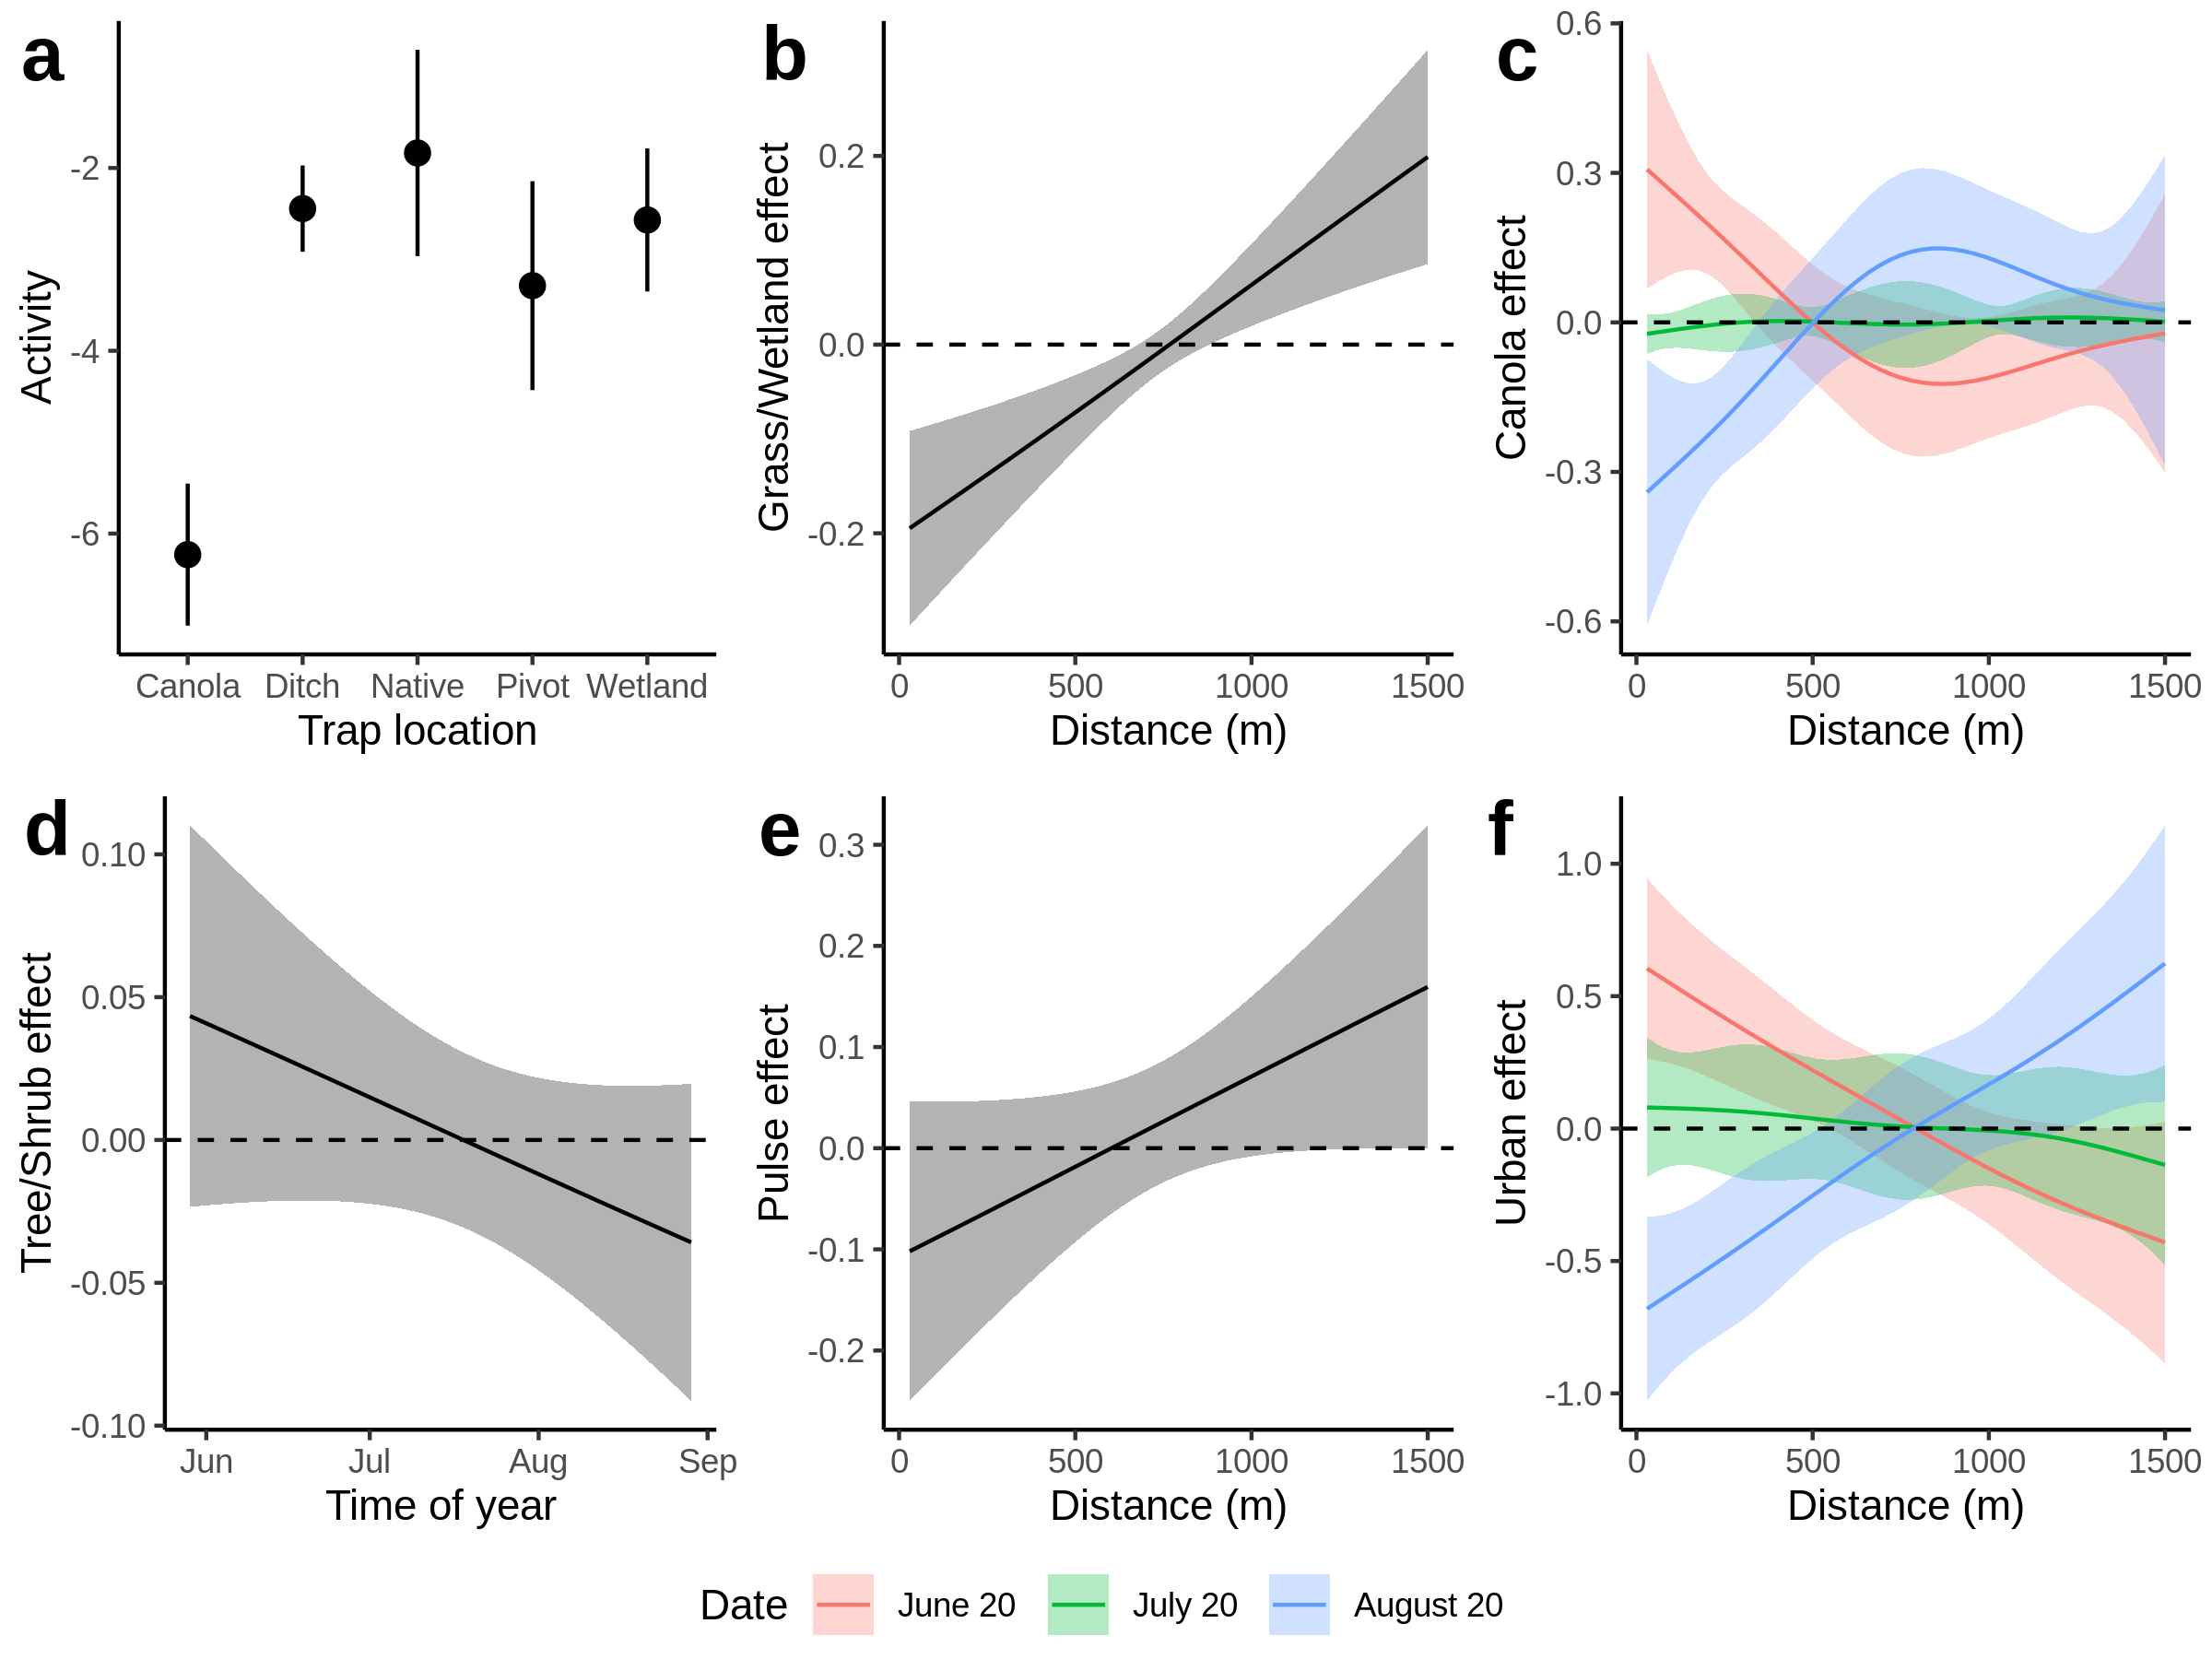 a
Activity
-2
-4
-6
Canola Ditch Native Pivot Wetland
Trap location
b
Grass/Wetland effect
0.2
0.0
-0.2
0 500 1000 1500
Distance (m)
c
Canola effect
0.6
0.3
0.0
-0.3
-0.6
0 500 1000 1500
Distance (m)
d
Tree/Shrub effect
0.10
0.05
0.00
-0.05
-0.10
Jun Jul Aug Sep
Time of year
e
Pulse effect
0.3
0.2
0.1
0.0
-0.1
-0.2
0 500 1000 1500
Distance (m)
f
Urban effect
1.0
0.5
0.0
-0.5
-1.0
0 500 1000 1500
Distance (m)
Date June 20 July 20 August 20